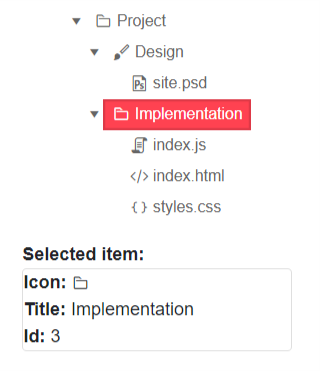 Project
Design
site.psd
Implementation
index.js
index.html
styles.css
Selected item:
Icon:
Title: Implementation
Id: 3